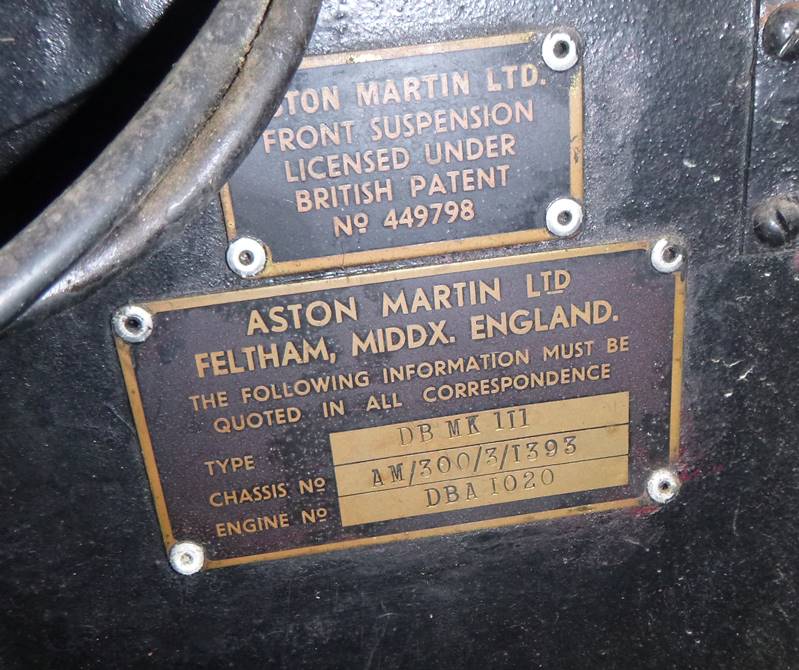 STON MARTIN LTD.
FRONT SUSPENSION
LICENSED UNDER
BRITISH PATENT
Nº 449798
ASTON MARTIN LTD
FELTHAM, MIDDX. ENGLAND.
THE FOLLOWING INFORMATION MUST BE
QUOTED IN ALL CORRESPONDENCE
TYPE DB MK 111
CHASSIS Nº AM/300/3/1393
ENGINE Nº DBA 1020